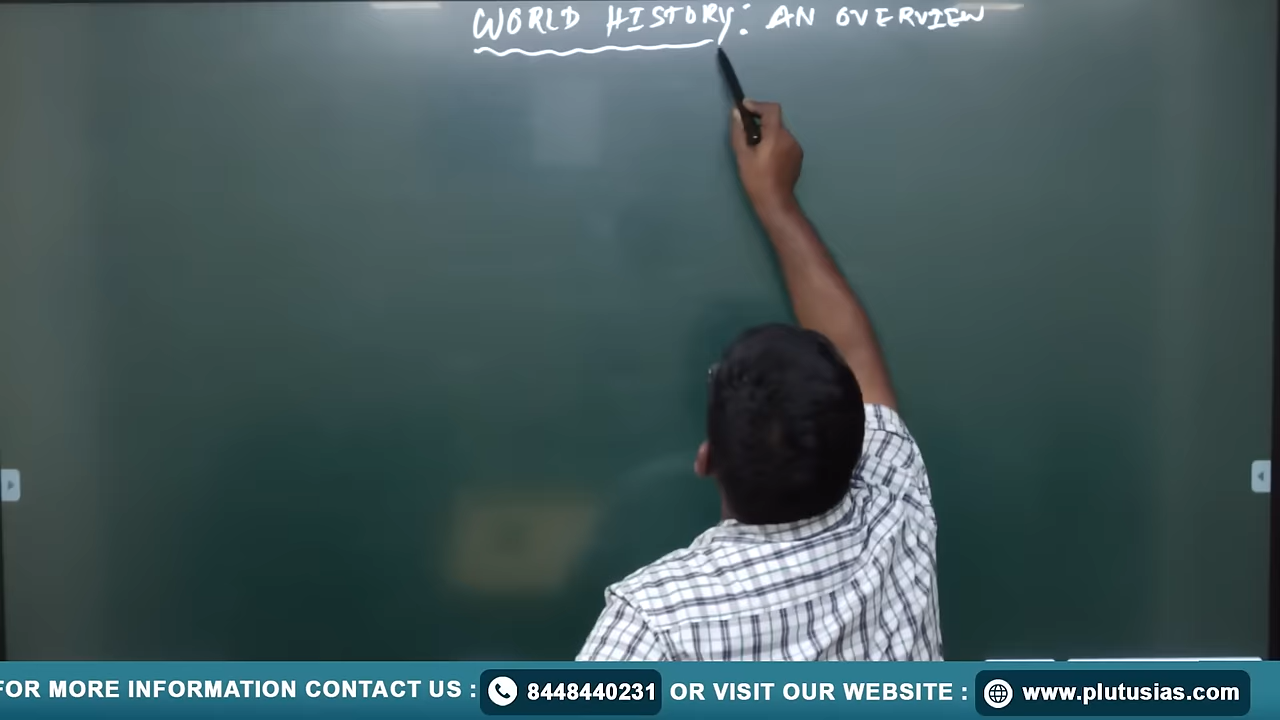 WORLD HISTORY: AN OVERVIEW
FOR MORE INFORMATION CONTACT US : 8448440231 OR VISIT OUR WEBSITE : www.plutusias.com